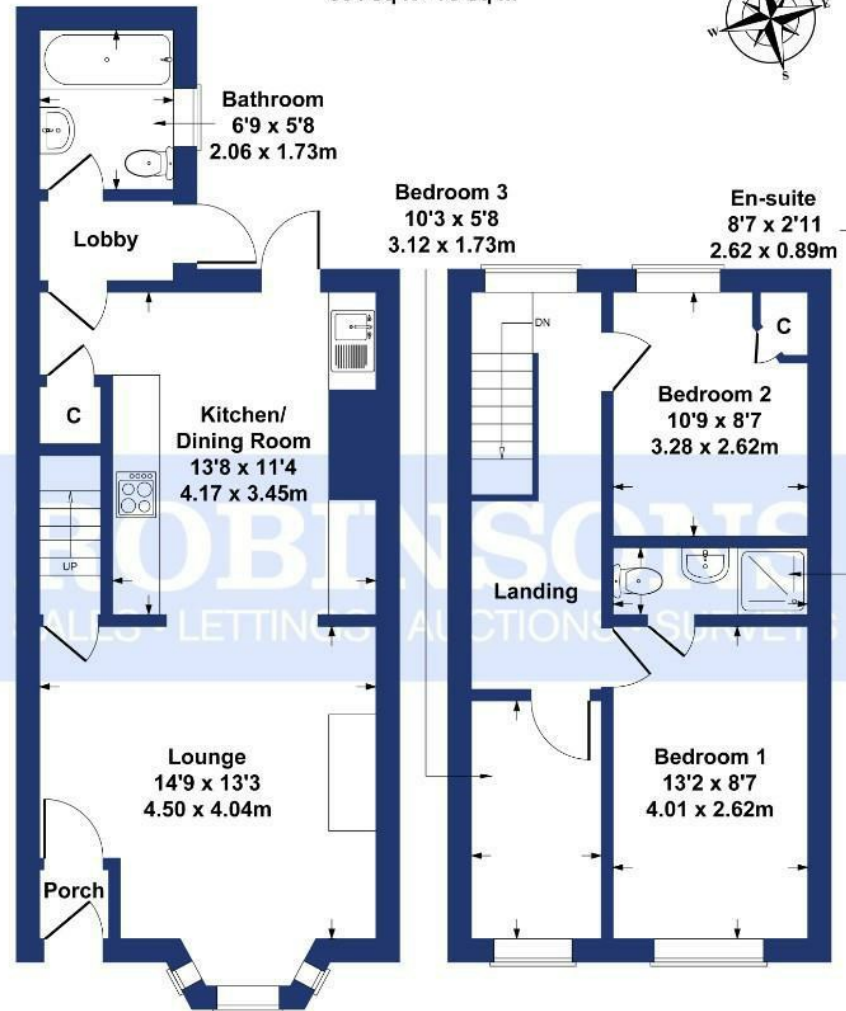 W
E
S
Bathroom
6'9 x 5'8
2.06 x 1.73m
Bedroom 3
10'3 x 5'8
3.12 x 1.73m
En-suite
8'7 x 2'11
2.62 x 0.89m
Lobby
DN
C
Bedroom 2
10'9 x 8'7
3.28 x 2.62m
C
Kitchen/
Dining Room
13'8 x 11'4
4.17 x 3.45m
UP
ROBINSONS
SALES · LETTINGS · AUCTIONS · SURVEYS
Landing
Lounge
14'9 x 13'3
4.50 x 4.04m
Bedroom 1
13'2 x 8'7
4.01 x 2.62m
Porch